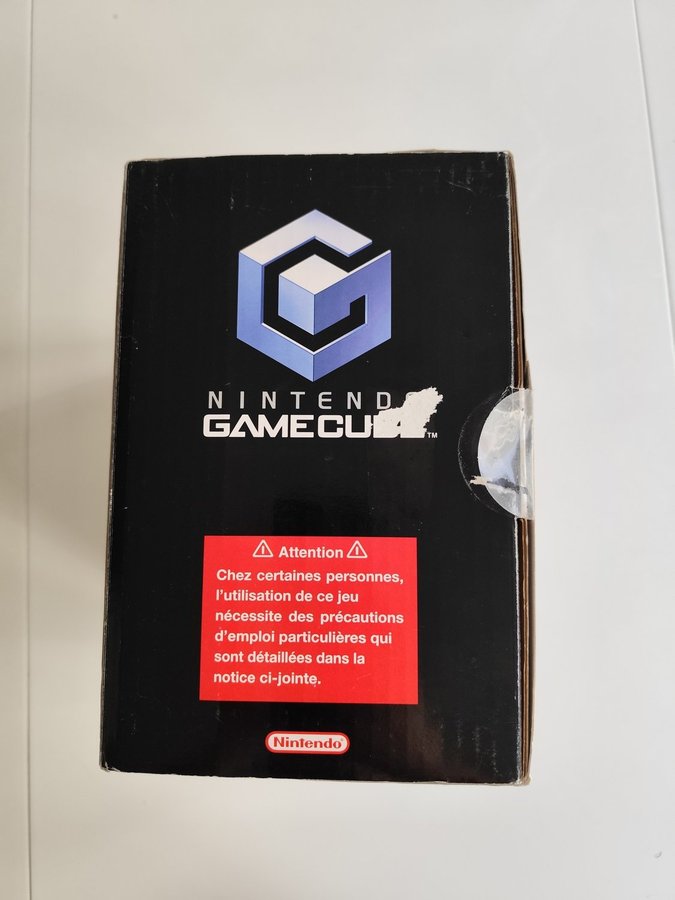 NINTENDO
GAMECUBE™
Attention
Chez certaines personnes,
l'utilisation de ce jeu
nécessite des précautions
d'emploi particulières qui
sont détaillées dans la
notice ci-jointe.
Nintendo®